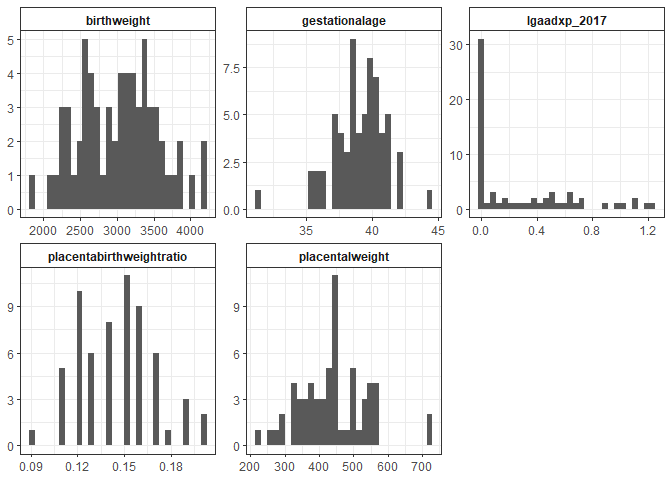 birthweight
5
4
3
2
1
0
2000 2500 3000 3500 4000
gestationalage
7.5
5.0
2.5
0.0
35 40 45
lgaadxp_2017
30
20
10
0
0.0 0.4 0.8 1.2
placentabirthweightratio
9
6
3
0
0.09 0.12 0.15 0.18
placentalweight
9
6
3
0
200 300 400 500 600 700